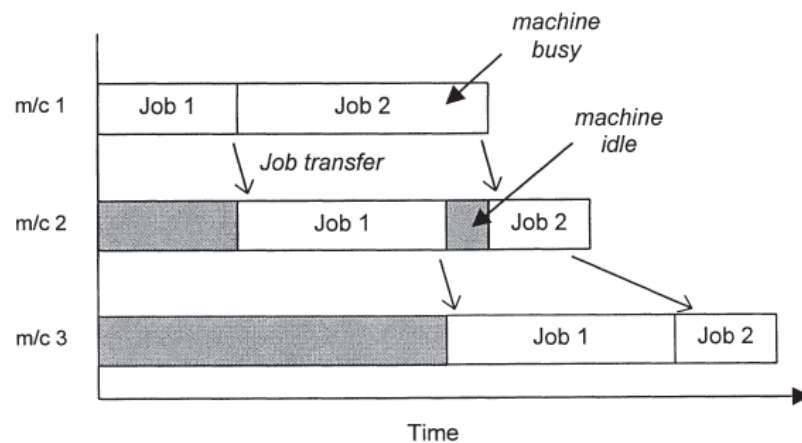 machine
busy
m/c 1
Job 1
Job 2
machine
idle
Job transfer
m/c 2
Job 1
Job 2
m/c 3
Job 1
Job 2
Time